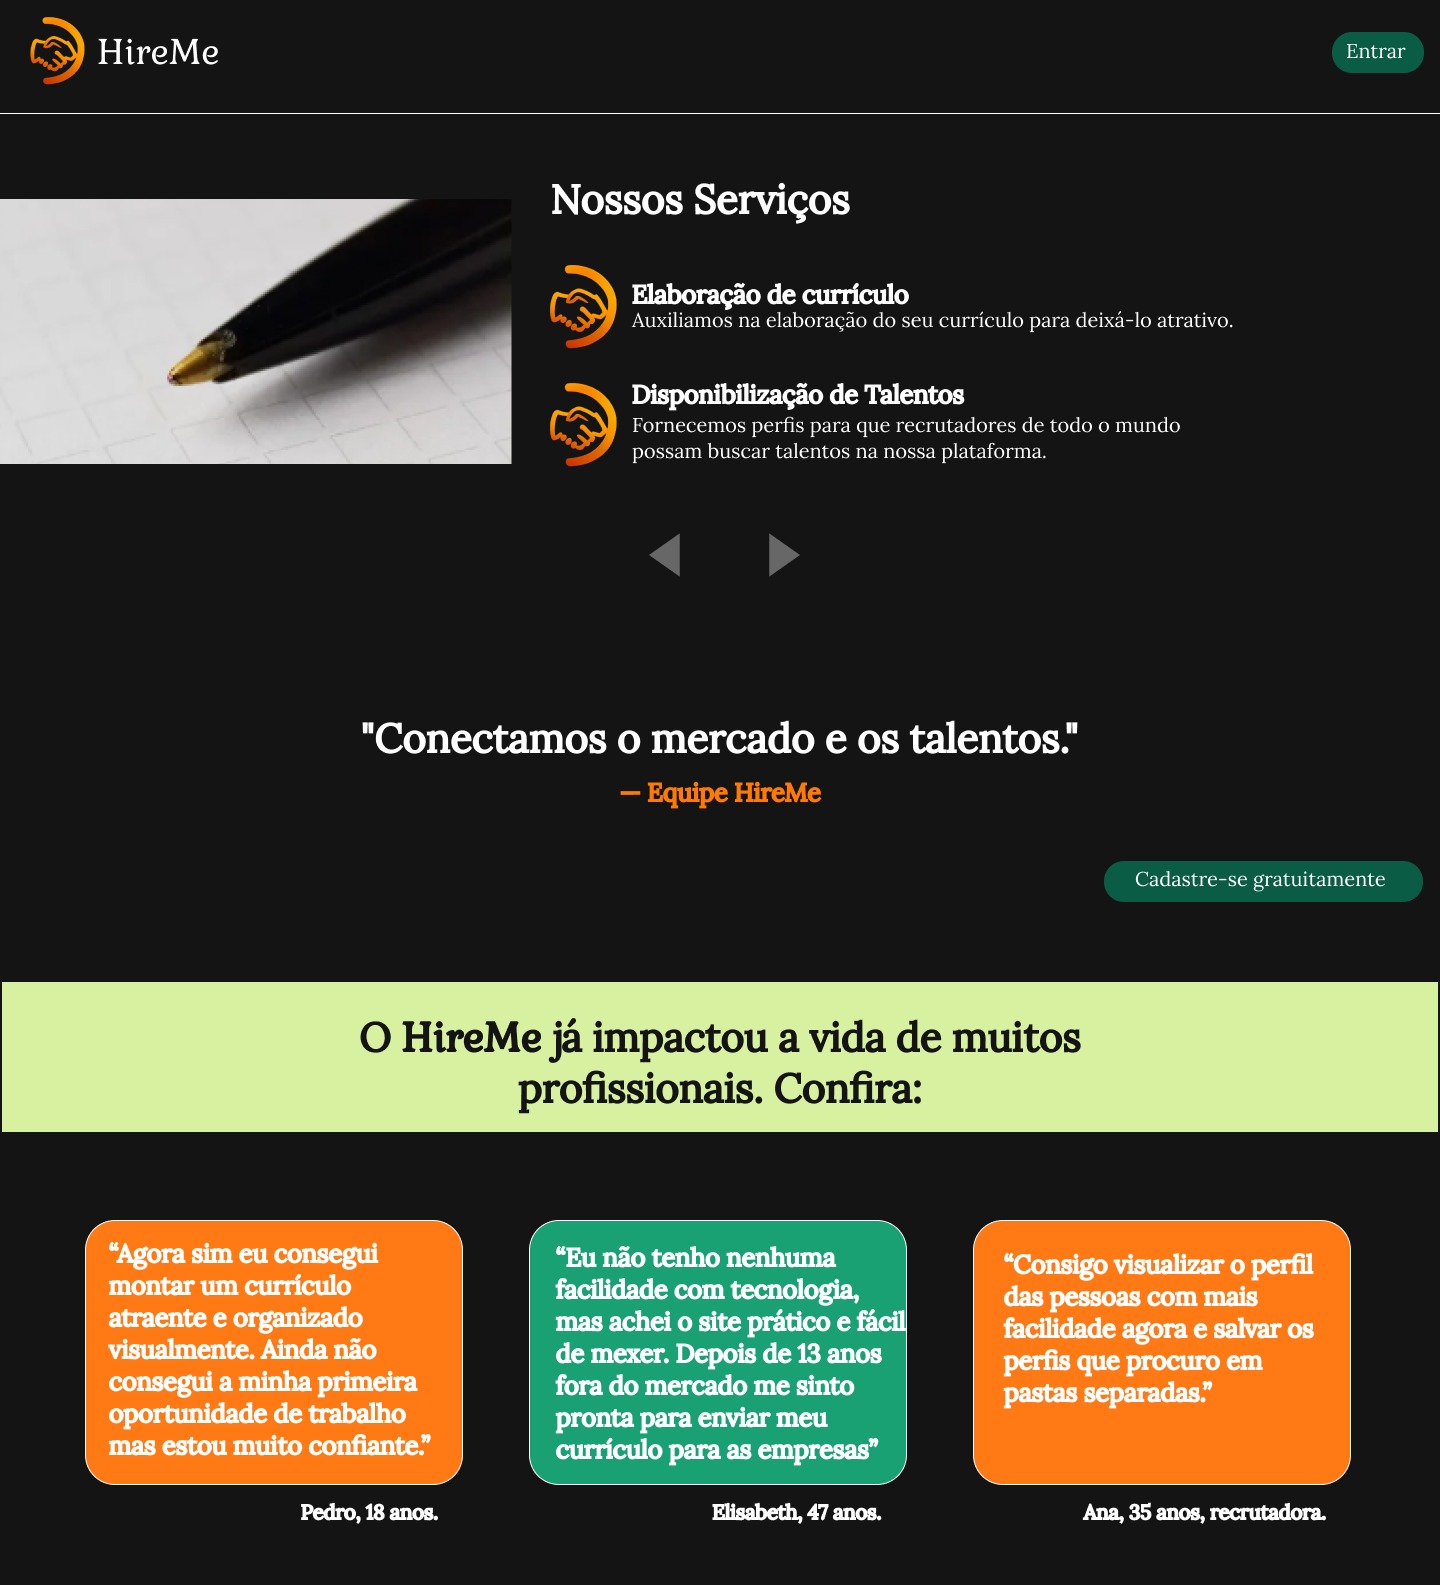 HireMe
Entrar
Nossos Serviços
Elaboração de currículo
Auxiliamos na elaboração do seu currículo para deixá-lo atrativo.
Disponibilização de Talentos
Fornecemos perfis para que recrutadores de todo o mundo
possam buscar talentos na nossa plataforma.
"Conectamos o mercado e os talentos."
— Equipe HireMe
Cadastre-se gratuitamente
O HireMe já impactou a vida de muitos
profissionais. Confira:
“Agora sim eu consegui
montar um currículo
atraente e organizado
visualmente. Ainda não
consegui a minha primeira
oportunidade de trabalho
mas estou muito confiante.”
Pedro, 18 anos.
“Eu não tenho nenhuma
facilidade com tecnologia,
mas achei o site prático e fácil
de mexer. Depois de 13 anos
fora do mercado me sinto
pronta para enviar meu
currículo para as empresas”
Elisabeth, 47 anos.
“Consigo visualizar o perfil
das pessoas com mais
facilidade agora e salvar os
perfis que procuro em
pastas separadas.”
Ana, 35 anos, recrutadora.